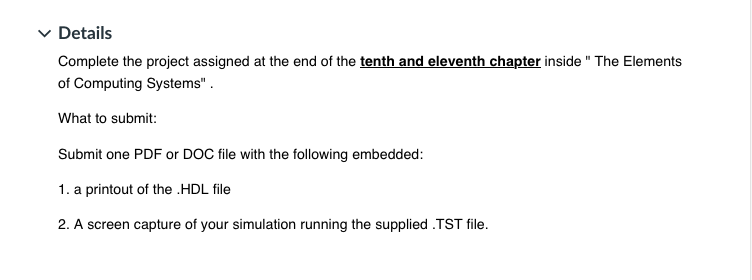 Details
Complete the project assigned at the end of the tenth and eleventh chapter inside " The Elements
of Computing Systems" .
What to submit:
Submit one PDF or DOC file with the following embedded:
1. a printout of the .HDL file
2. A screen capture of your simulation running the supplied .TST file.